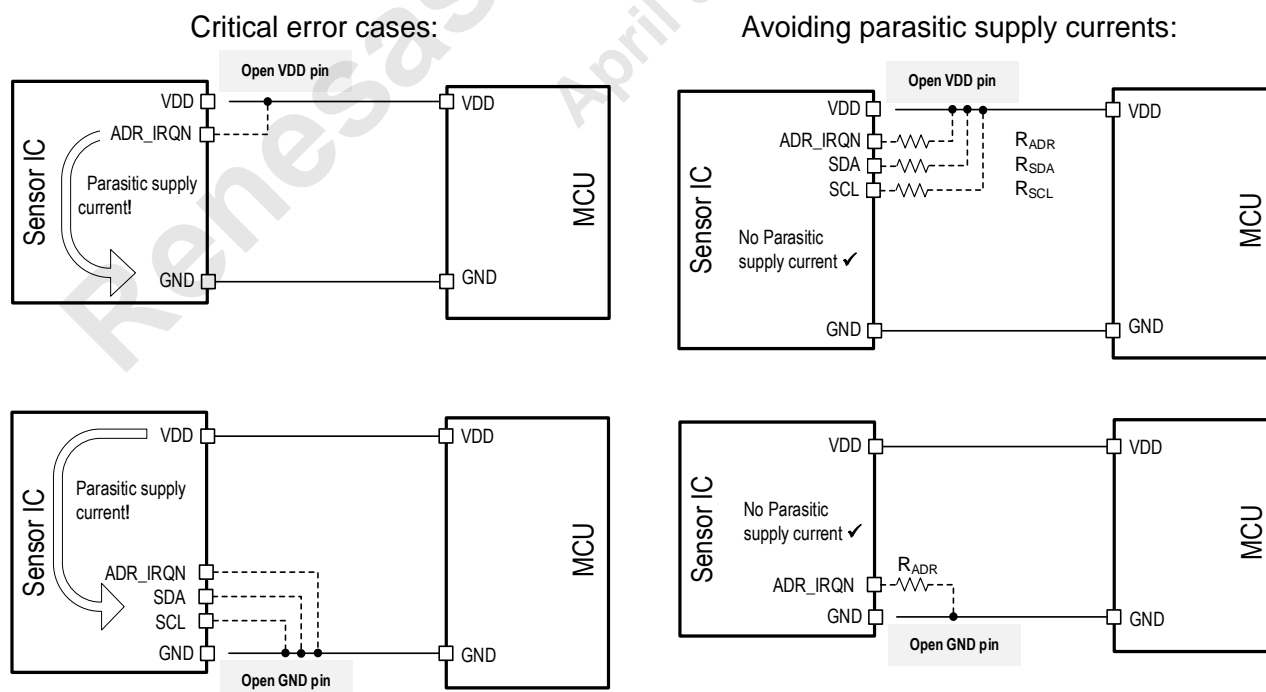 Critical error cases:
Open VDD pin
VDD
ADR_IRQN
Parasitic supply
current!
GND
Sensor IC
VDD
GND
MCU
Avoiding parasitic supply currents:
Open VDD pin
VDD
ADR_IRQN
SDA
SCL
RADR
RSDA
RSCL
No Parasitic
supply current ✓
GND
Sensor IC
VDD
GND
MCU
VDD
Parasitic supply
current!
ADR_IRQN
SDA
SCL
GND
Open GND pin
Sensor IC
VDD
GND
MCU
VDD
No Parasitic
supply current ✓
RADR
ADR_IRQN
GND
Open GND pin
Sensor IC
VDD
GND
MCU
Renesas
April